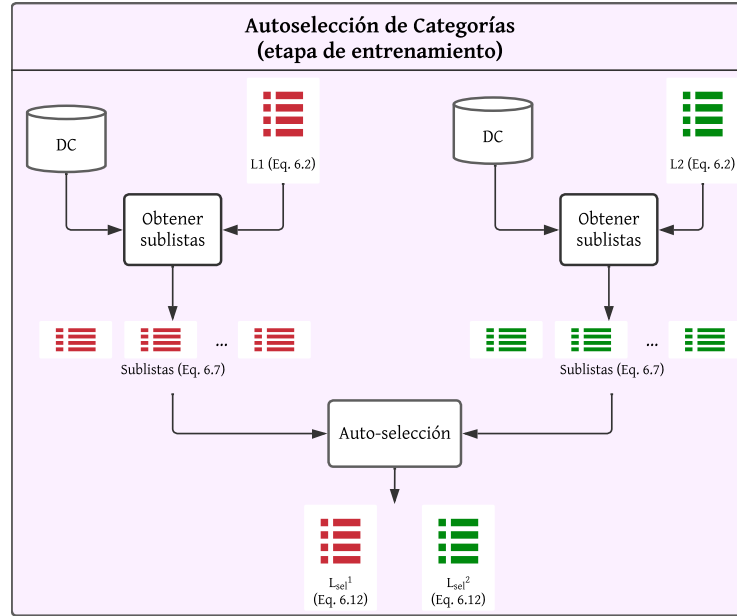 Autoselección de Categorías
(etapa de entrenamiento)
DC
L1 (Eq. 6.2)
DC
L2 (Eq. 6.2)
Obtener
sublistas
Obtener
sublistas
...
...
Sublistas (Eq. 6.7)
Sublistas (Eq. 6.7)
Auto-selección
Lsel¹
(Eq. 6.12)
Lsel²
(Eq. 6.12)